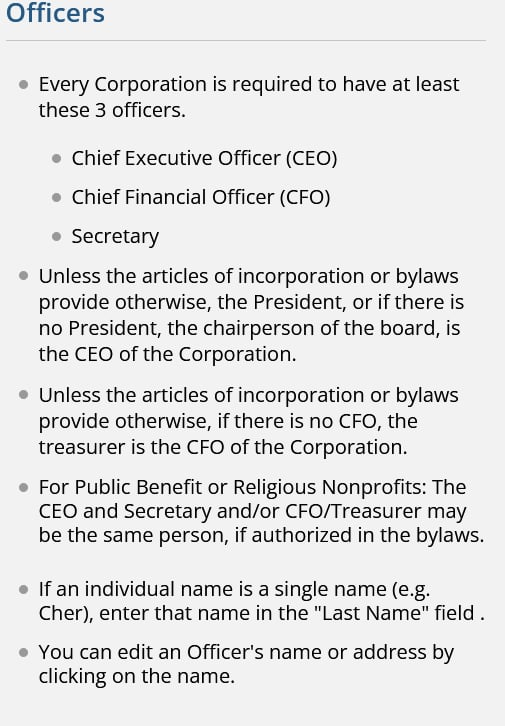 Officers
Every Corporation is required to have at least
these 3 officers.
Chief Executive Officer (CEO)
Chief Financial Officer (CFO)
Secretary
Unless the articles of incorporation or bylaws
provide otherwise, the President, or if there is
no President, the chairperson of the board, is
the CEO of the Corporation.
Unless the articles of incorporation or bylaws
provide otherwise, if there is no CFO, the
treasurer is the CFO of the Corporation.
For Public Benefit or Religious Nonprofits: The
CEO and Secretary and/or CFO/Treasurer may
be the same person, if authorized in the bylaws.
If an individual name is a single name (e.g.
Cher), enter that name in the "Last Name" field .
You can edit an Officer's name or address by
clicking on the name.